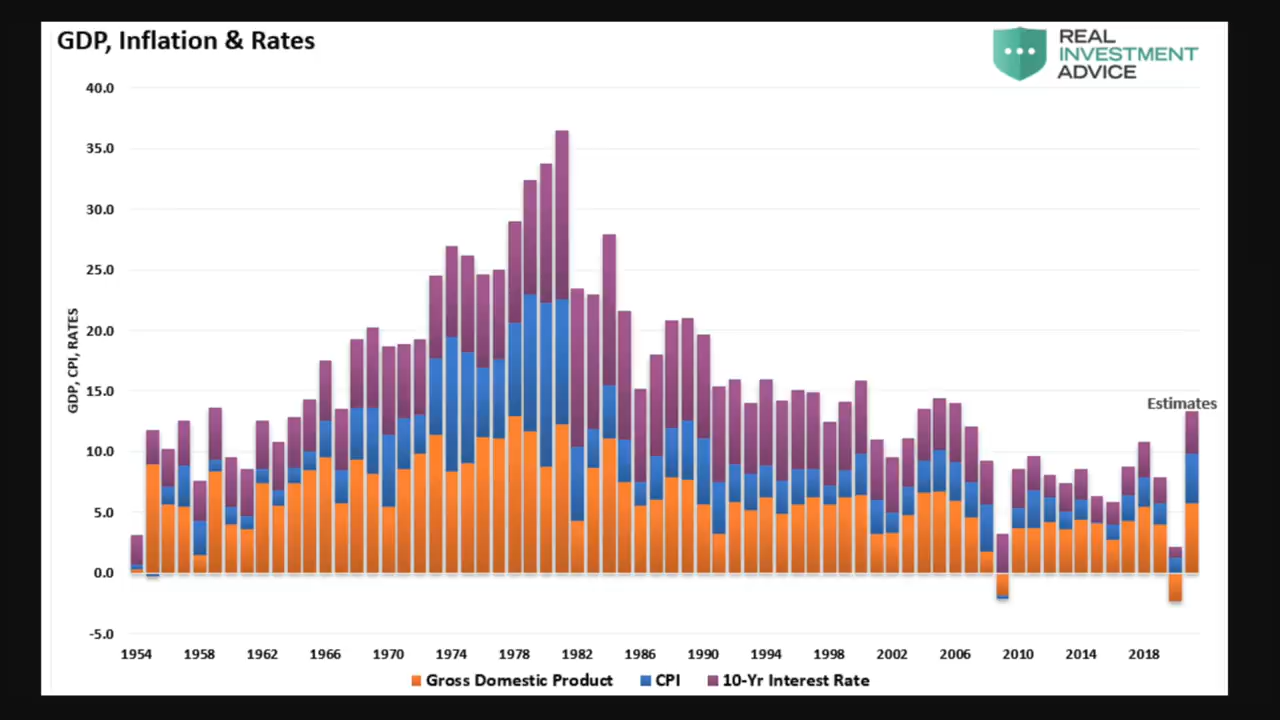 GDP, Inflation & Rates
REAL
INVESTMENT
ADVICE
40.0
35.0
30.0
25.0
20.0
15.0
10.0
5.0
0.0
-5.0
GDP, CPI, RATES
Estimates
1954 1958 1962 1966 1970 1974 1978 1982 1986 1990 1994 1998 2002 2006 2010 2014 2018
Gross Domestic Product CPI 10-Yr Interest Rate